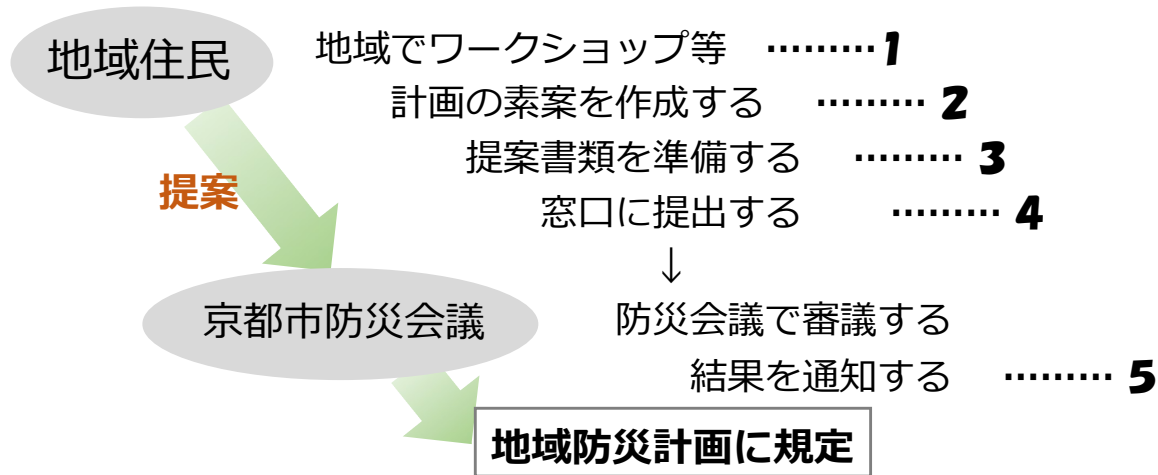 地域住民
地域でワークショップ等 ………1
計画の素案を作成する ……… 2
提案書類を準備する ……… 3
提案
窓口に提出する ……… 4
↓
京都市防災会議
防災会議で審議する
結果を通知する ……… 5
地域防災計画に規定